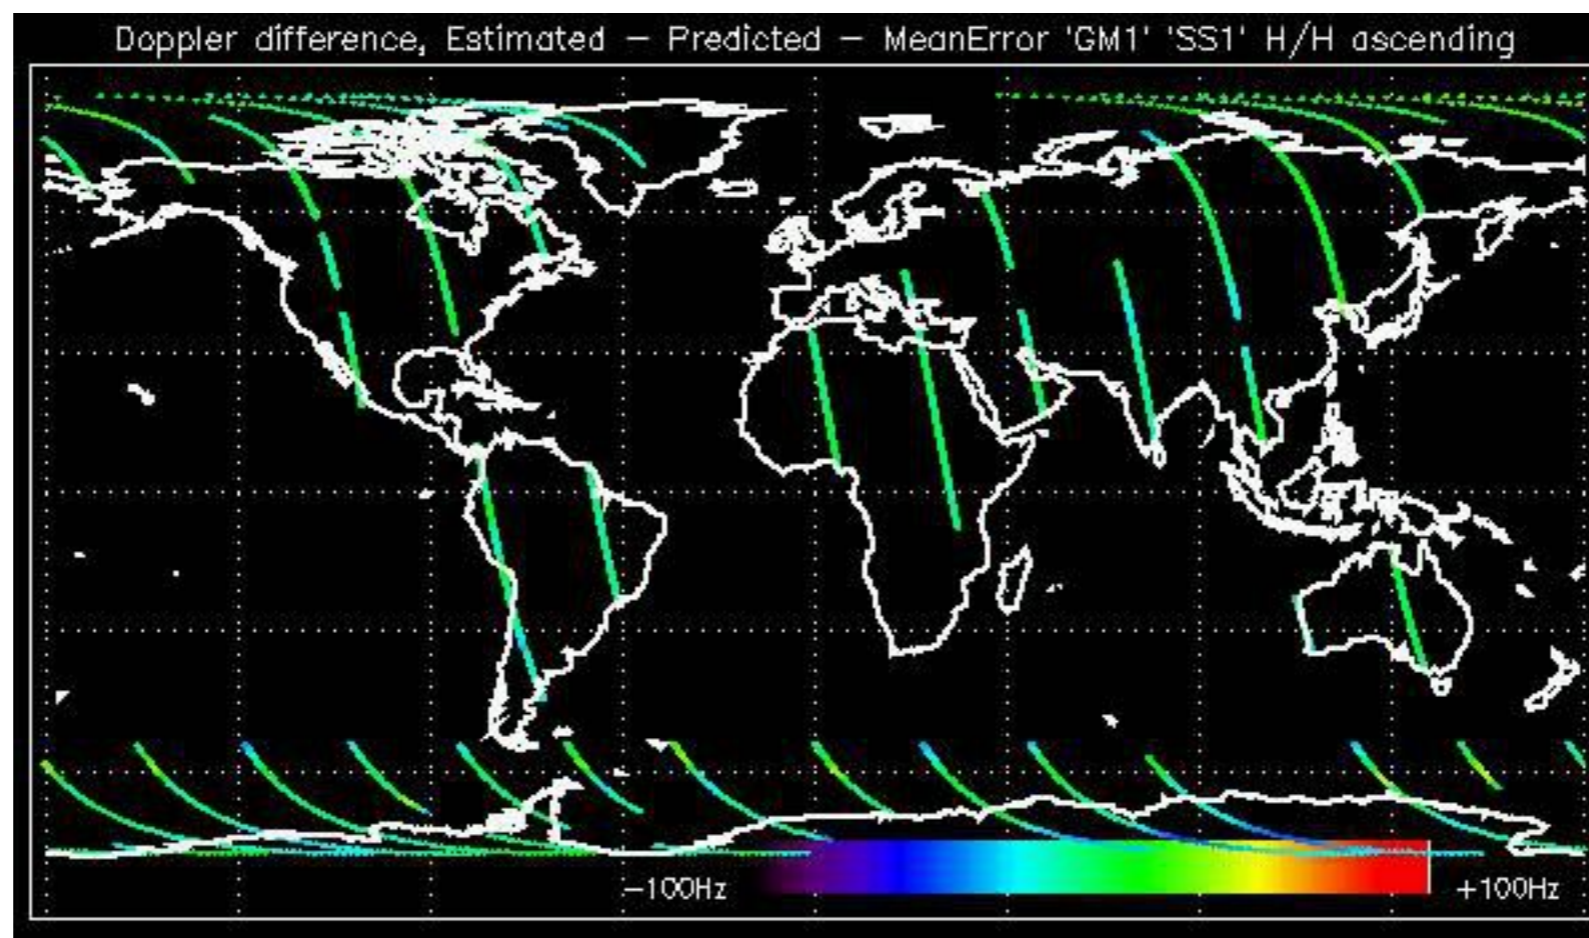 Doppler difference, Estimated — Predicted — MeanError 'GM1' 'SS1' H/H ascending
—100Hz
+100Hz